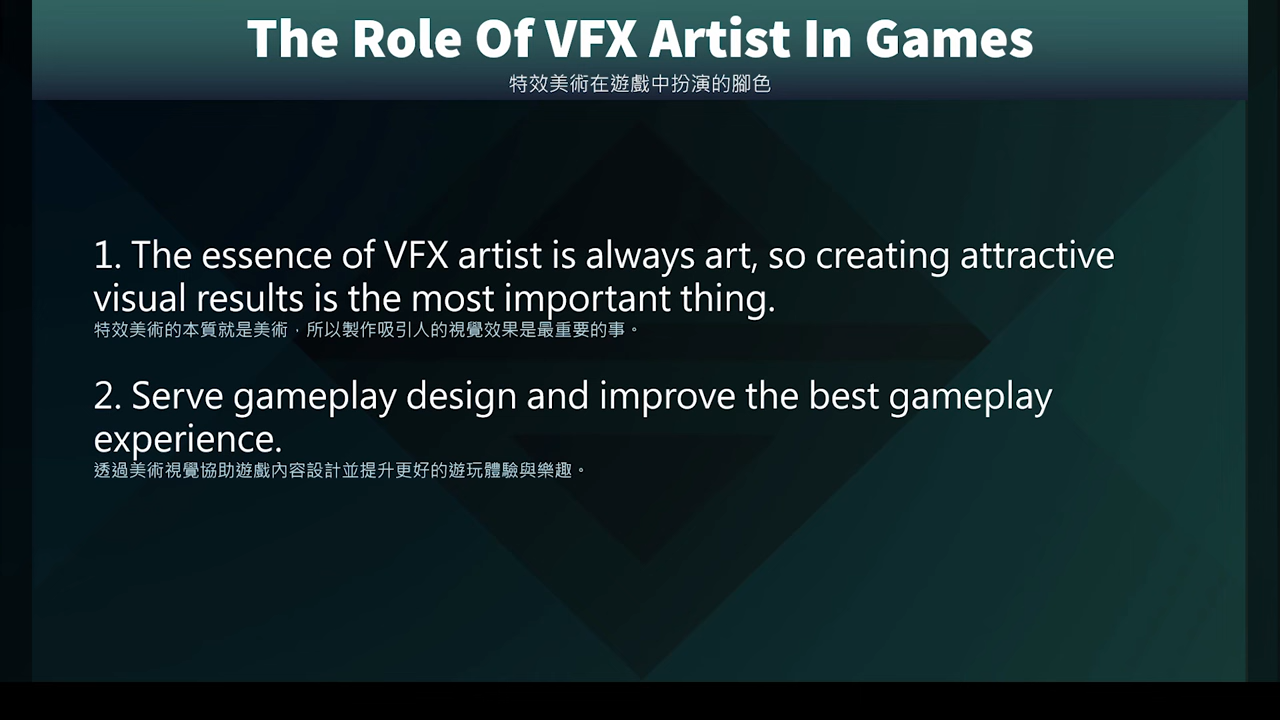 The Role Of VFX Artist In Games
特效美術在遊戲中扮演的腳色
1. The essence of VFX artist is always art, so creating attractive
visual results is the most important thing.
特效美術的本質就是美術，所以製作吸引人的視覺效果是最重要的事。
2. Serve gameplay design and improve the best gameplay
experience.
透過美術視覺協助遊戲內容設計並提升更好的遊玩體驗與樂趣。